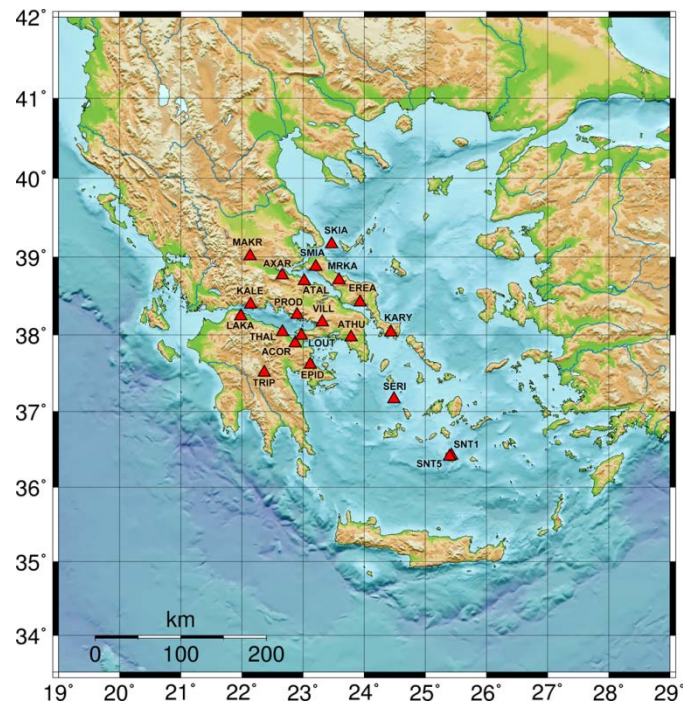 42°
41°
40°
39°
38°
37°
36°
35°
34°
SKIA
MAKR
SMIA
AXAR
MRKA
ATAL
EREA
KALE
PROD
VILL
LAKA
THAL
ATHU
KARY
LOUT
ACOR
EPID
TRIP
SERI
SNT1
SNT5
km
0 100 200
19° 20° 21° 22° 23° 24° 25° 26° 27° 28° 29°